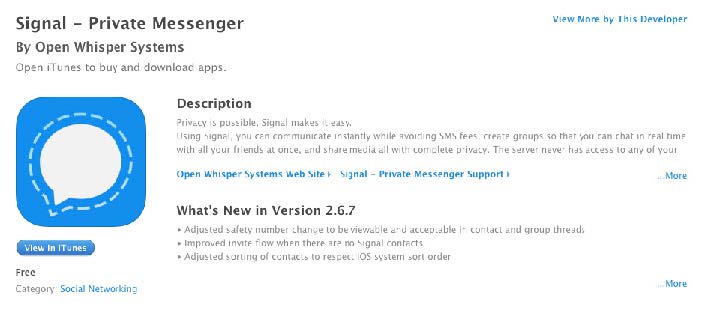 Signal - Private Messenger
View More by This Developer
By Open Whisper Systems
Open iTunes to buy and download apps.
Description
Privacy is possible, Signal makes it easy.
Using Signal, you can communicate instantly while avoiding SMS fees, create groups so that you can chat in real time
with all your friends at once, and share media all with complete privacy. The server never has access to any of your
Open Whisper Systems Web Site › Signal - Private Messenger Support ›
...More
What's New in Version 2.6.7
• Adjusted safety number change to be viewable and acceptable in contact and group threads
• Improved invite flow when there are no Signal contacts
• Adjusted sorting of contacts to respect iOS system sort order
...More
View in iTunes
Free
Category: Social Networking